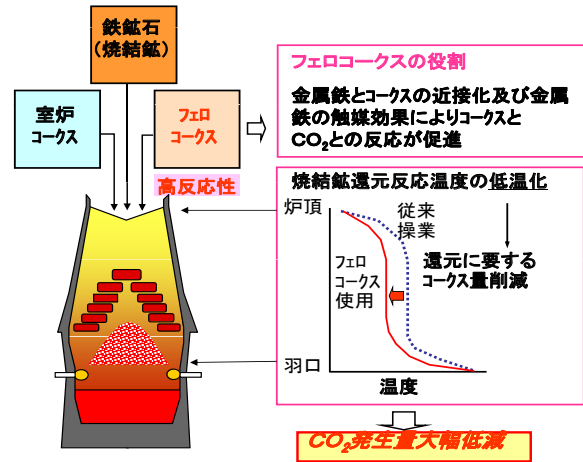 鉄鉱石
（焼結鉱）
室炉
コークス
フェロ
コークス
高反応性
フェロコークスの役割
金属鉄とコークスの近接化及び金属
鉄の触媒効果によりコークスと
CO2との反応が促進
焼結鉱還元反応温度の低温化
炉頂
従来
操業
フェロ
コークス
使用
還元に要する
コークス量削減
羽口
温度
CO2発生量大幅低減